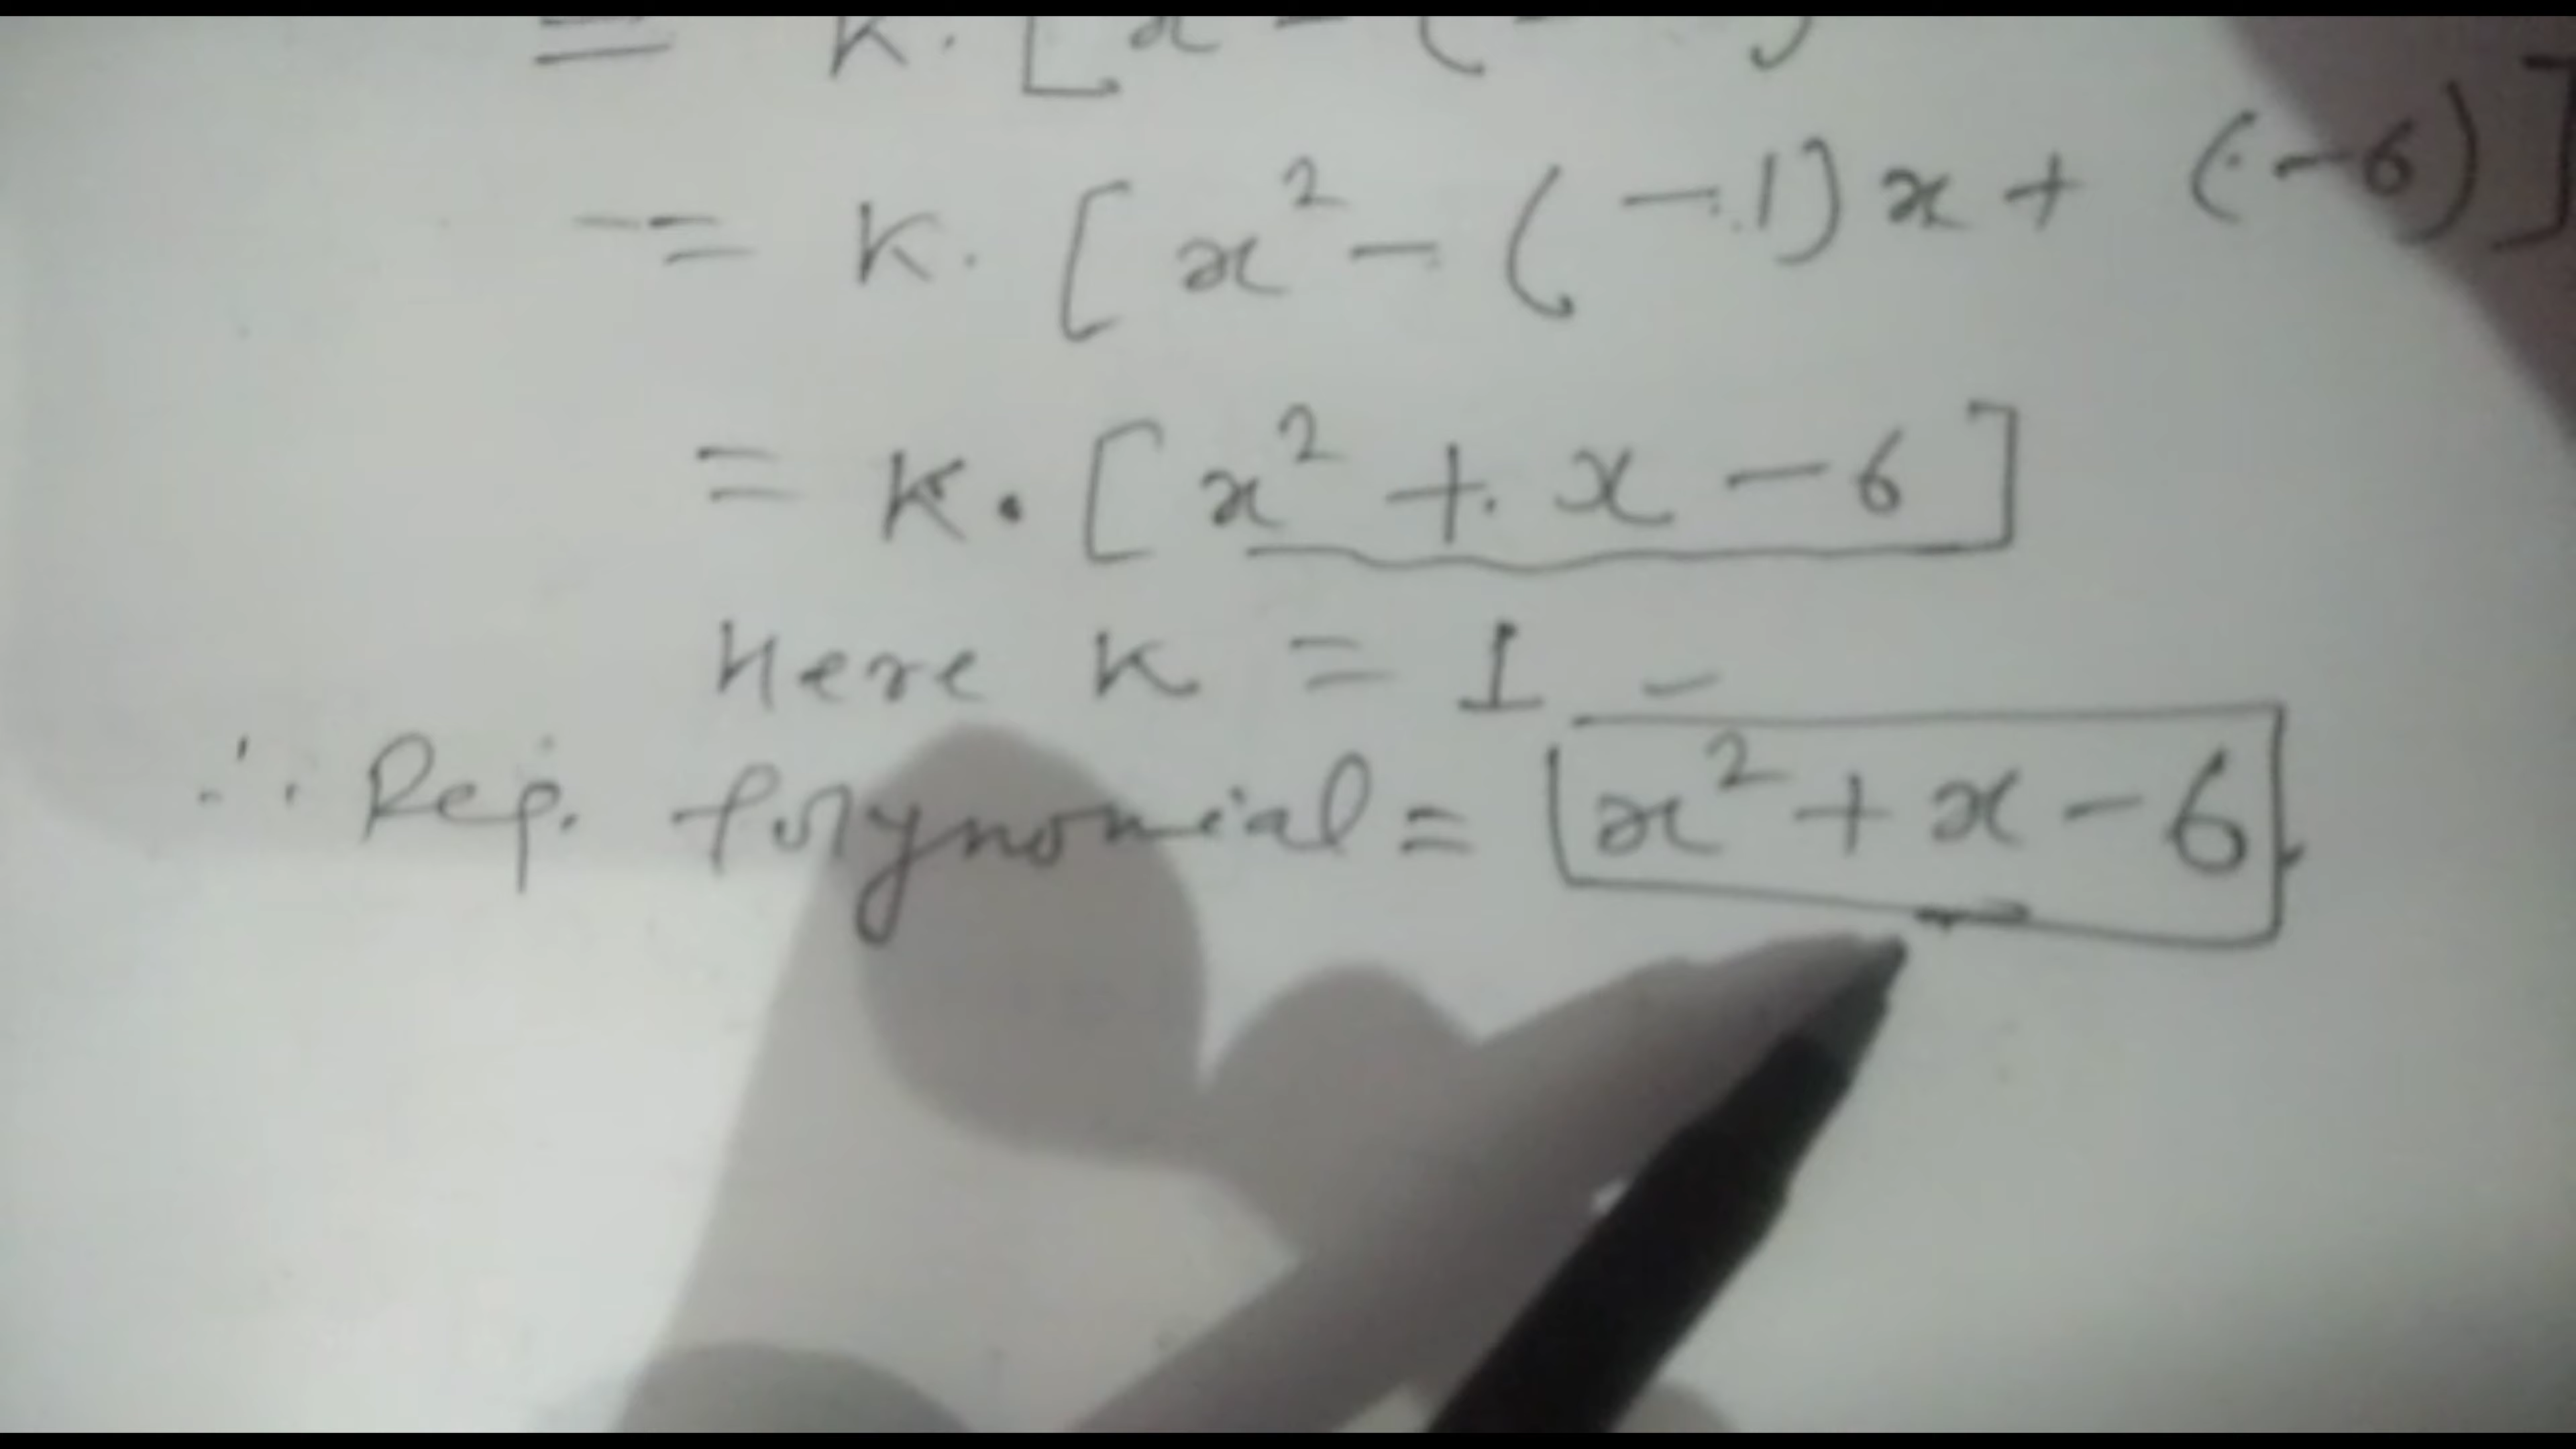 = K. [x - (-
= K. [x² - (-1)x + (-6)]
= K. [x² + x - 6]
Here K = 1
∴ Req. Polynomial = x² + x - 6